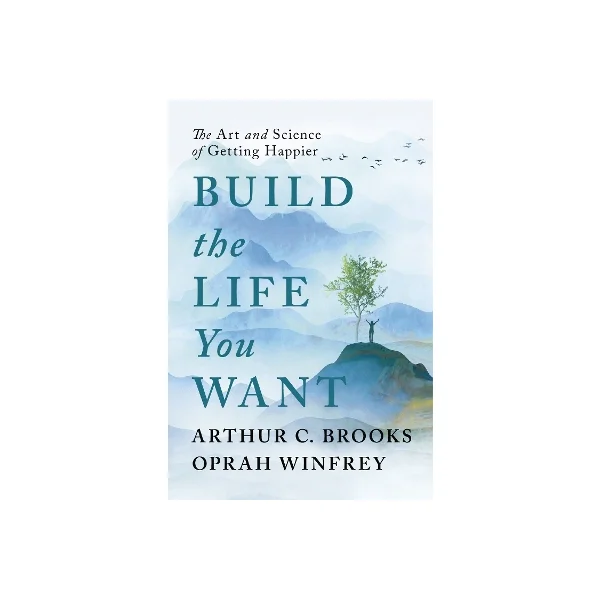 The Art and Science
of Getting Happier
BUILD
the
LIFE
You
WANT
ARTHUR C. BROOKS
OPRAH WINFREY